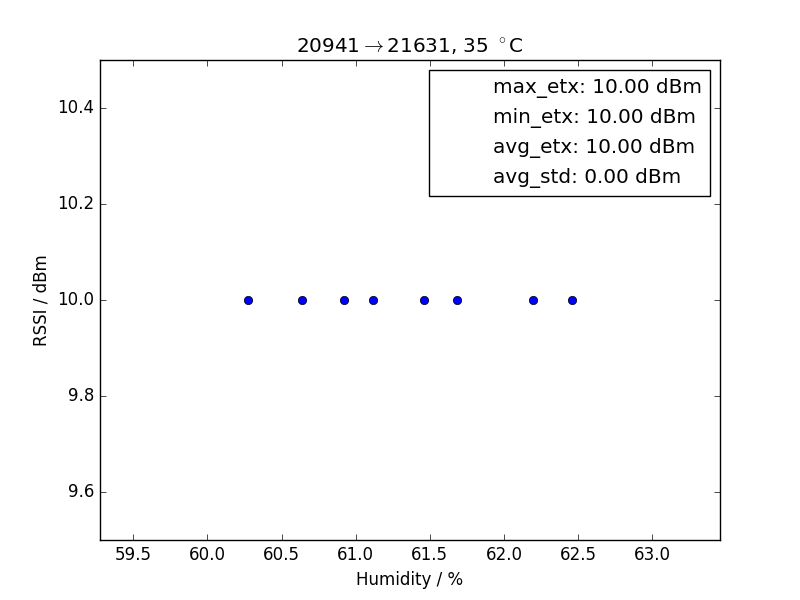 20941→21631, 35 °C
max_etx: 10.00 dBm
min_etx: 10.00 dBm
avg_etx: 10.00 dBm
avg_std: 0.00 dBm
RSSI / dBm
10.4
10.2
10.0
9.8
9.6
59.5 60.0 60.5 61.0 61.5 62.0 62.5 63.0
Humidity / %